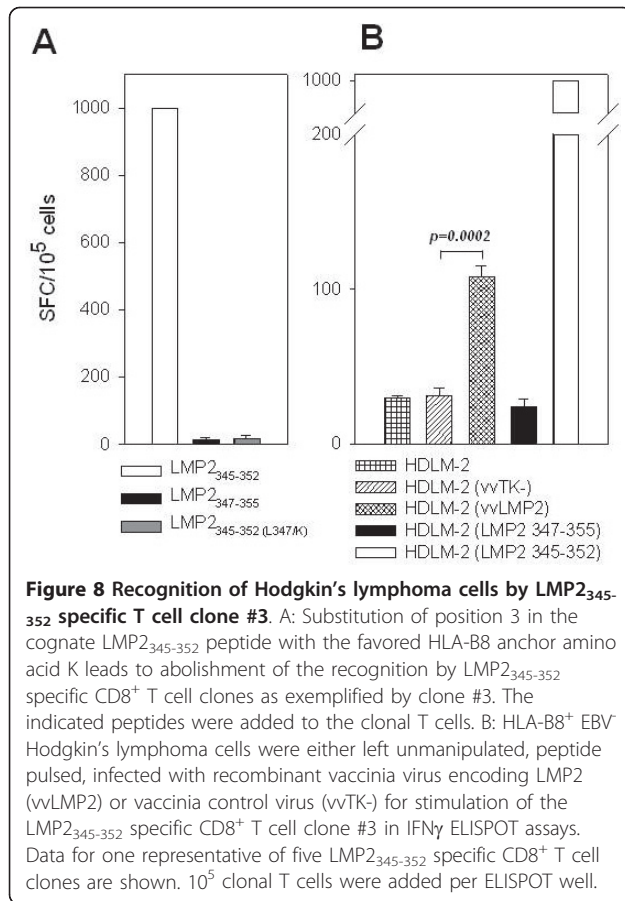 A
B
1000
800
600
400
200
0
SFC/10⁵ cells
LMP2₃₄₅₋₃₅₂
LMP2₃₄₇₋₃₅₅
LMP2₃₄₅₋₃₅₂ (L347/K)
1000
200
100
0
p=0.0002
HDLM-2
HDLM-2 (vvTK-)
HDLM-2 (vvLMP2)
HDLM-2 (LMP2 347-355)
HDLM-2 (LMP2 345-352)
Figure 8 Recognition of Hodgkin's lymphoma cells by LMP2₃₄₅₋
₃₅₂ specific T cell clone #3. A: Substitution of position 3 in the
cognate LMP2₃₄₅₋₃₅₂ peptide with the favored HLA-B8 anchor amino
acid K leads to abolishment of the recognition by LMP2₃₄₅₋₃₅₂
specific CD8⁺ T cell clones as exemplified by clone #3. The
indicated peptides were added to the clonal T cells. B: HLA-B8⁺ EBV⁻
Hodgkin's lymphoma cells were either left unmanipulated, peptide
pulsed, infected with recombinant vaccinia virus encoding LMP2
(vvLMP2) or vaccinia control virus (vvTK-) for stimulation of the
LMP2₃₄₅₋₃₅₂ specific CD8⁺ T cell clone #3 in IFNγ ELISPOT assays.
Data for one representative of five LMP2₃₄₅₋₃₅₂ specific CD8⁺ T cell
clones are shown. 10⁵ clonal T cells were added per ELISPOT well.